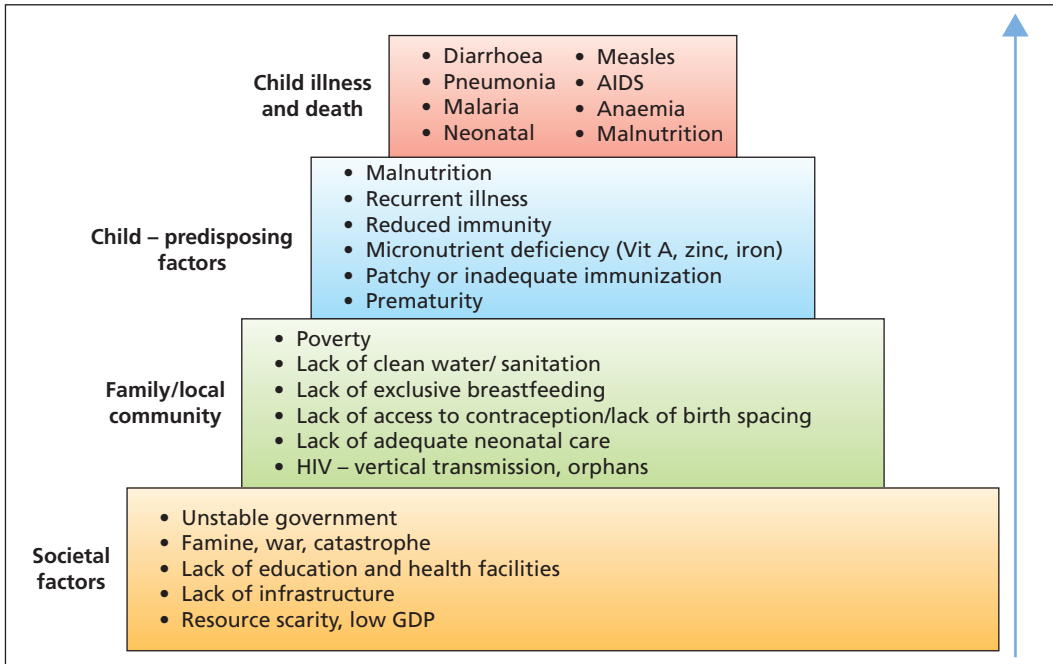 Child illness
and death
• Diarrhoea
• Pneumonia
• Malaria
• Neonatal
• Measles
• AIDS
• Anaemia
• Malnutrition
Child – predisposing
factors
• Malnutrition
• Recurrent illness
• Reduced immunity
• Micronutrient deficiency (Vit A, zinc, iron)
• Patchy or inadequate immunization
• Prematurity
Family/local
community
• Poverty
• Lack of clean water/ sanitation
• Lack of exclusive breastfeeding
• Lack of access to contraception/lack of birth spacing
• Lack of adequate neonatal care
• HIV – vertical transmission, orphans
Societal
factors
• Unstable government
• Famine, war, catastrophe
• Lack of education and health facilities
• Lack of infrastructure
• Resource scarity, low GDP